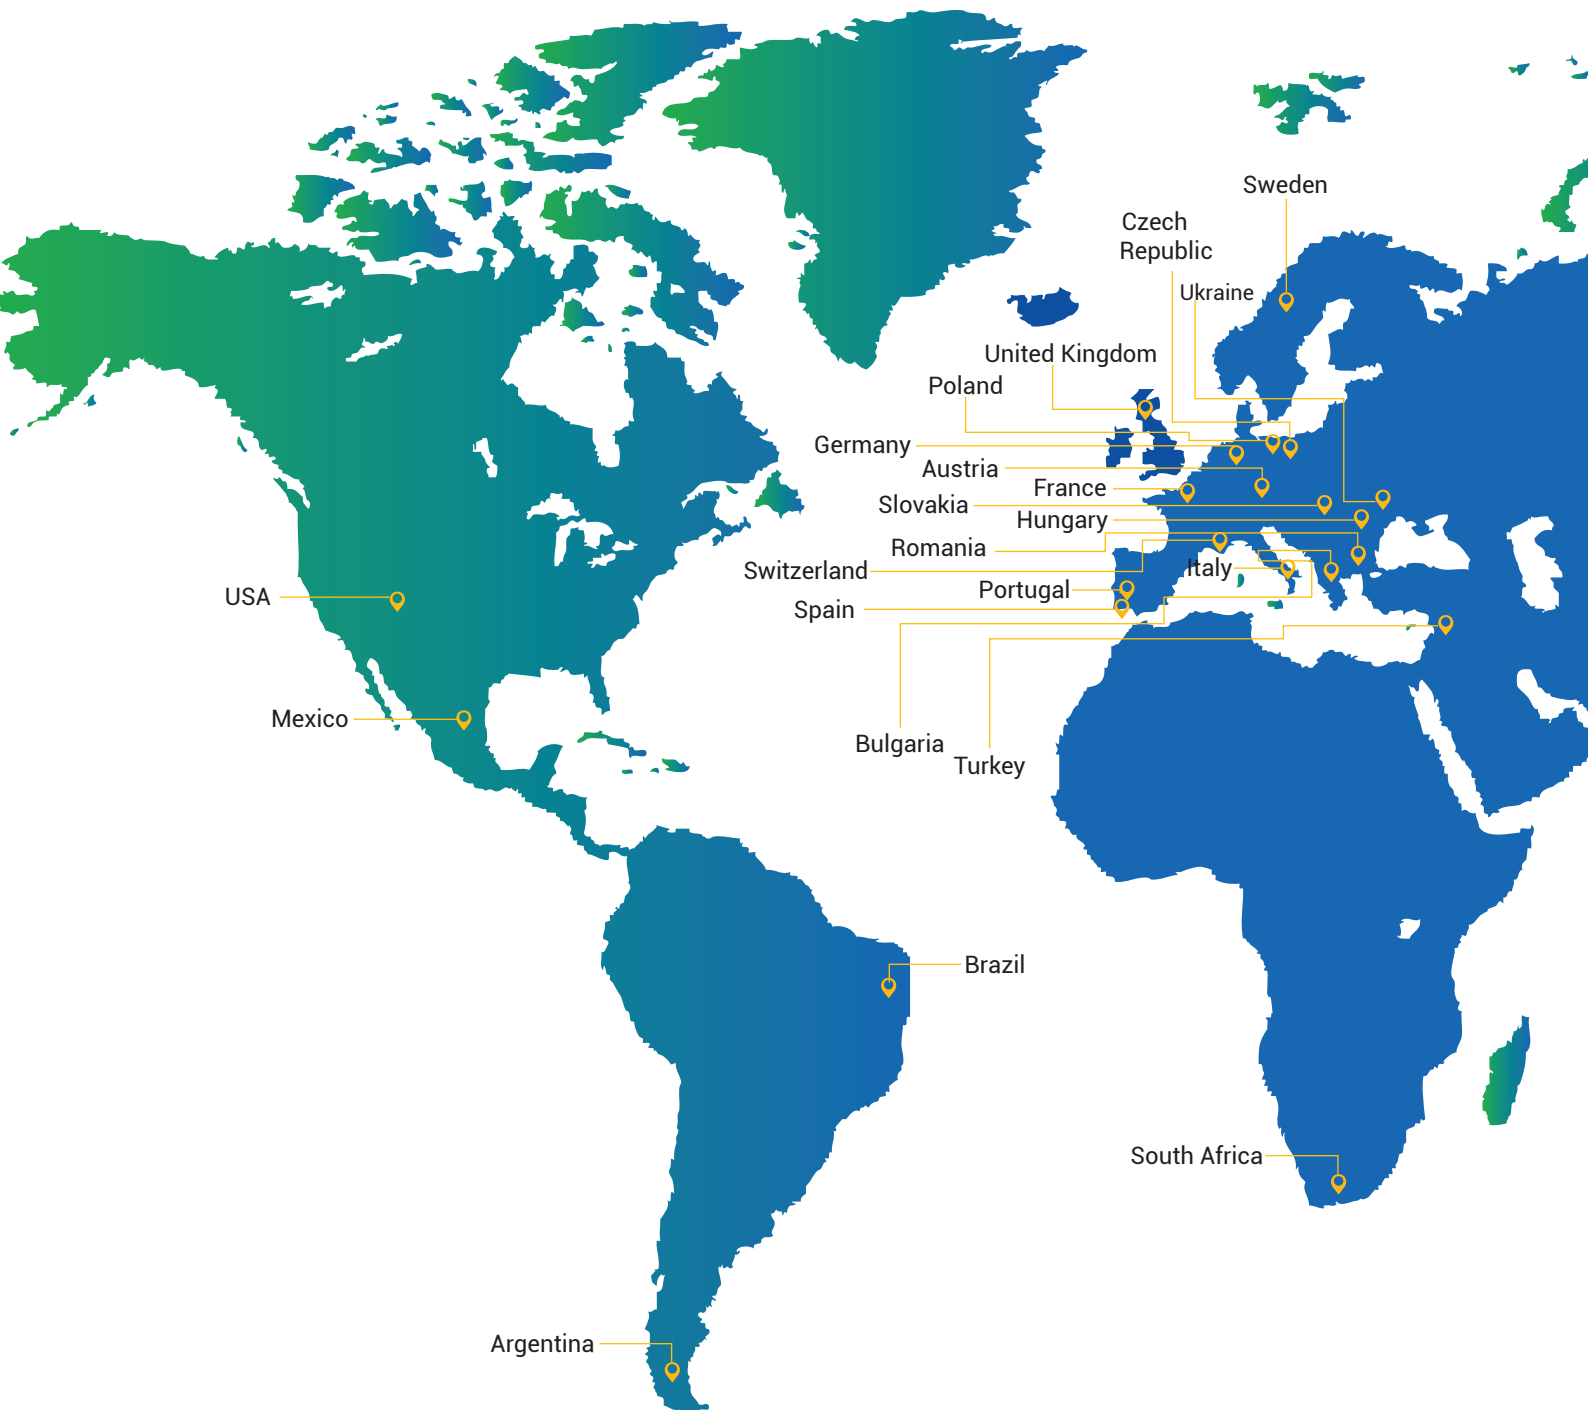 Sweden
Czech
Republic
Ukraine
United Kingdom
Poland
Germany
Austria
France
Slovakia
Hungary
Romania
Switzerland
Italy
Portugal
Spain
USA
Mexico
Bulgaria
Turkey
Brazil
South Africa
Argentina